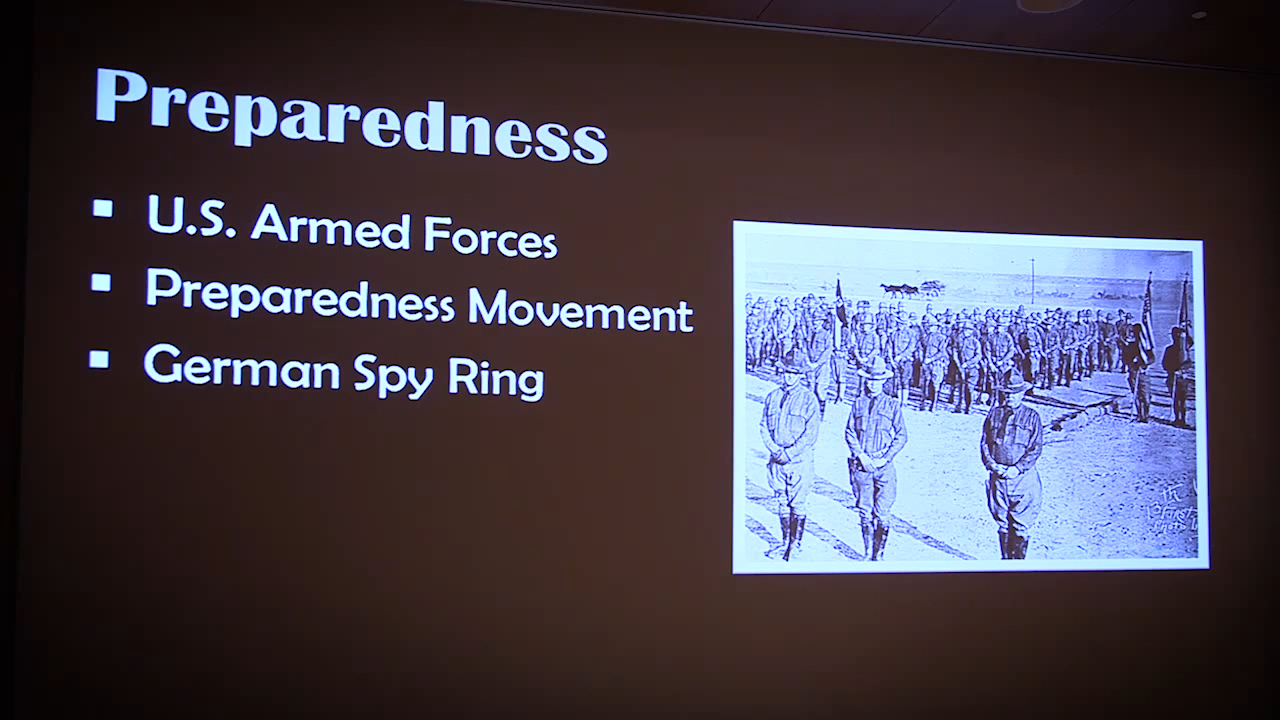 Preparedness
▪ U.S. Armed Forces
▪ Preparedness Movement
▪ German Spy Ring